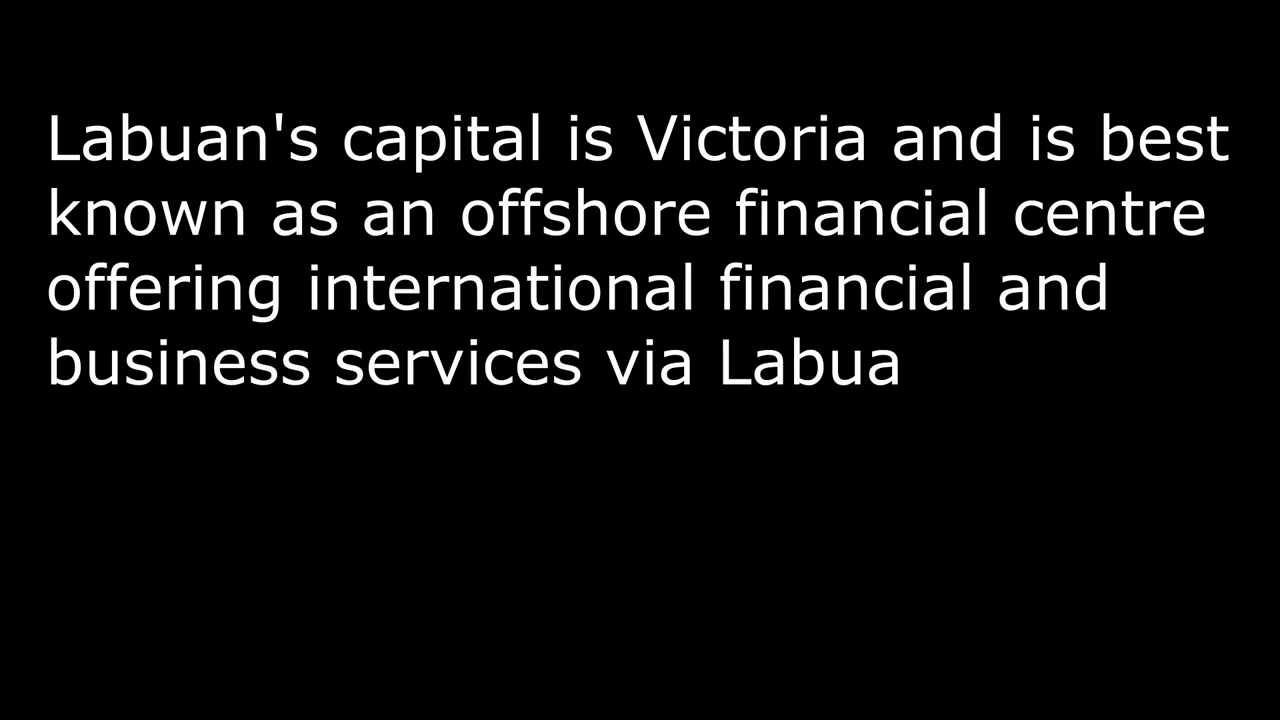 Labuan's capital is Victoria and is best
known as an offshore financial centre
offering international financial and
business services via Labua